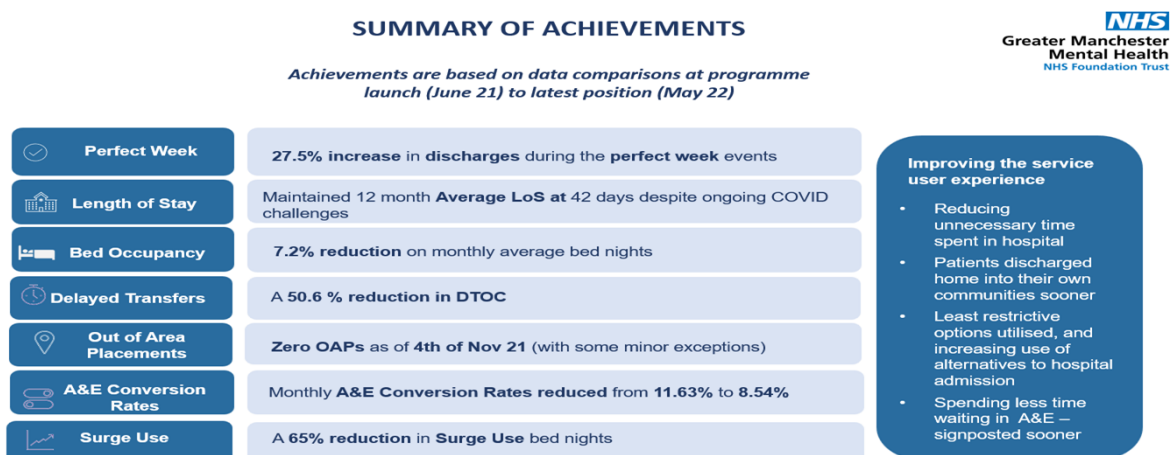 SUMMARY OF ACHIEVEMENTS
NHS
Greater Manchester
Mental Health
NHS Foundation Trust
Achievements are based on data comparisons at programme
launch (June 21) to latest position (May 22)
Perfect Week
27.5% increase in discharges during the perfect week events
Length of Stay
Maintained 12 month Average LoS at 42 days despite ongoing COVID
challenges
Bed Occupancy
7.2% reduction on monthly average bed nights
Delayed Transfers
A 50.6 % reduction in DTOC
Out of Area
Placements
Zero OAPs as of 4th of Nov 21 (with some minor exceptions)
A&E Conversion
Rates
Monthly A&E Conversion Rates reduced from 11.63% to 8.54%
Surge Use
A 65% reduction in Surge Use bed nights
Improving the service
user experience
• Reducing
unnecessary time
spent in hospital
• Patients discharged
home into their own
communities sooner
• Least restrictive
options utilised, and
increasing use of
alternatives to hospital
admission
• Spending less time
waiting in A&E –
signposted sooner